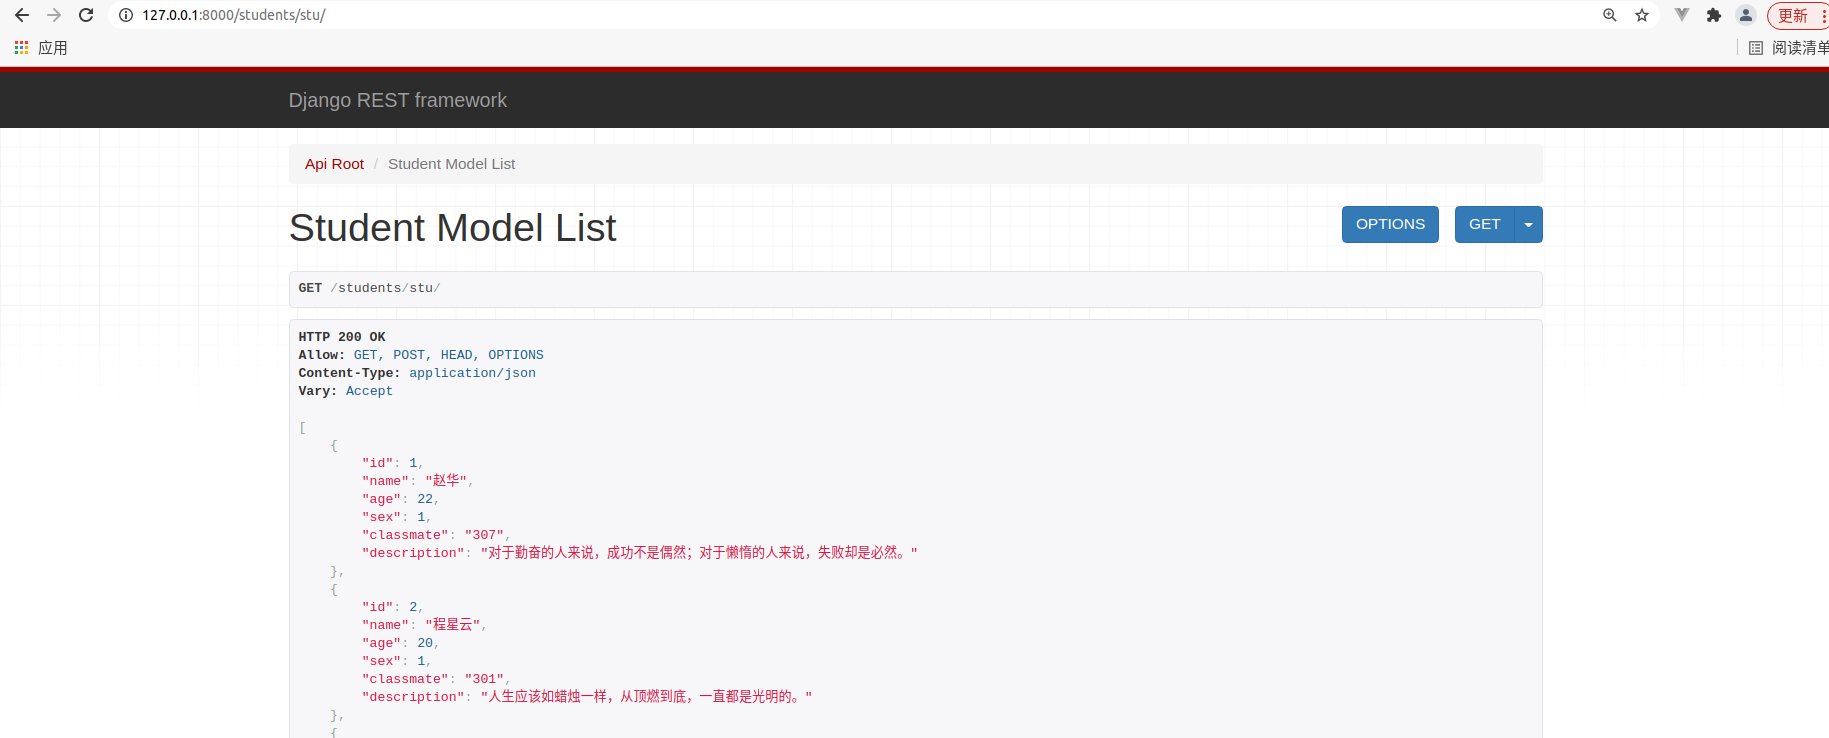 127.0.0.1:8000/students/stu/
更新
应用
阅读清单
Django REST framework
Api Root / Student Model List
Student Model List
OPTIONS
GET
GET /students/stu/
HTTP 200 OK
Allow: GET, POST, HEAD, OPTIONS
Content-Type: application/json
Vary: Accept
[
    {
        "id": 1,
        "name": "赵华",
        "age": 22,
        "sex": 1,
        "classmate": "307",
        "description": "对于勤奋的人来说，成功不是偶然；对于懒惰的人来说，失败却是必然。"
    },
    {
        "id": 2,
        "name": "程星云",
        "age": 20,
        "sex": 1,
        "classmate": "301",
        "description": "人生应该如蜡烛一样，从顶燃到底，一直都是光明的。"
    },
    {